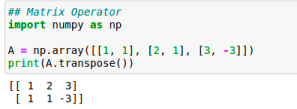 ## Matrix Operator
import numpy as np
A = np.array([[1, 1], [2, 1], [3, -3]])
print(A.transpose())
[[ 1  2  3]
 [ 1  1 -3]]